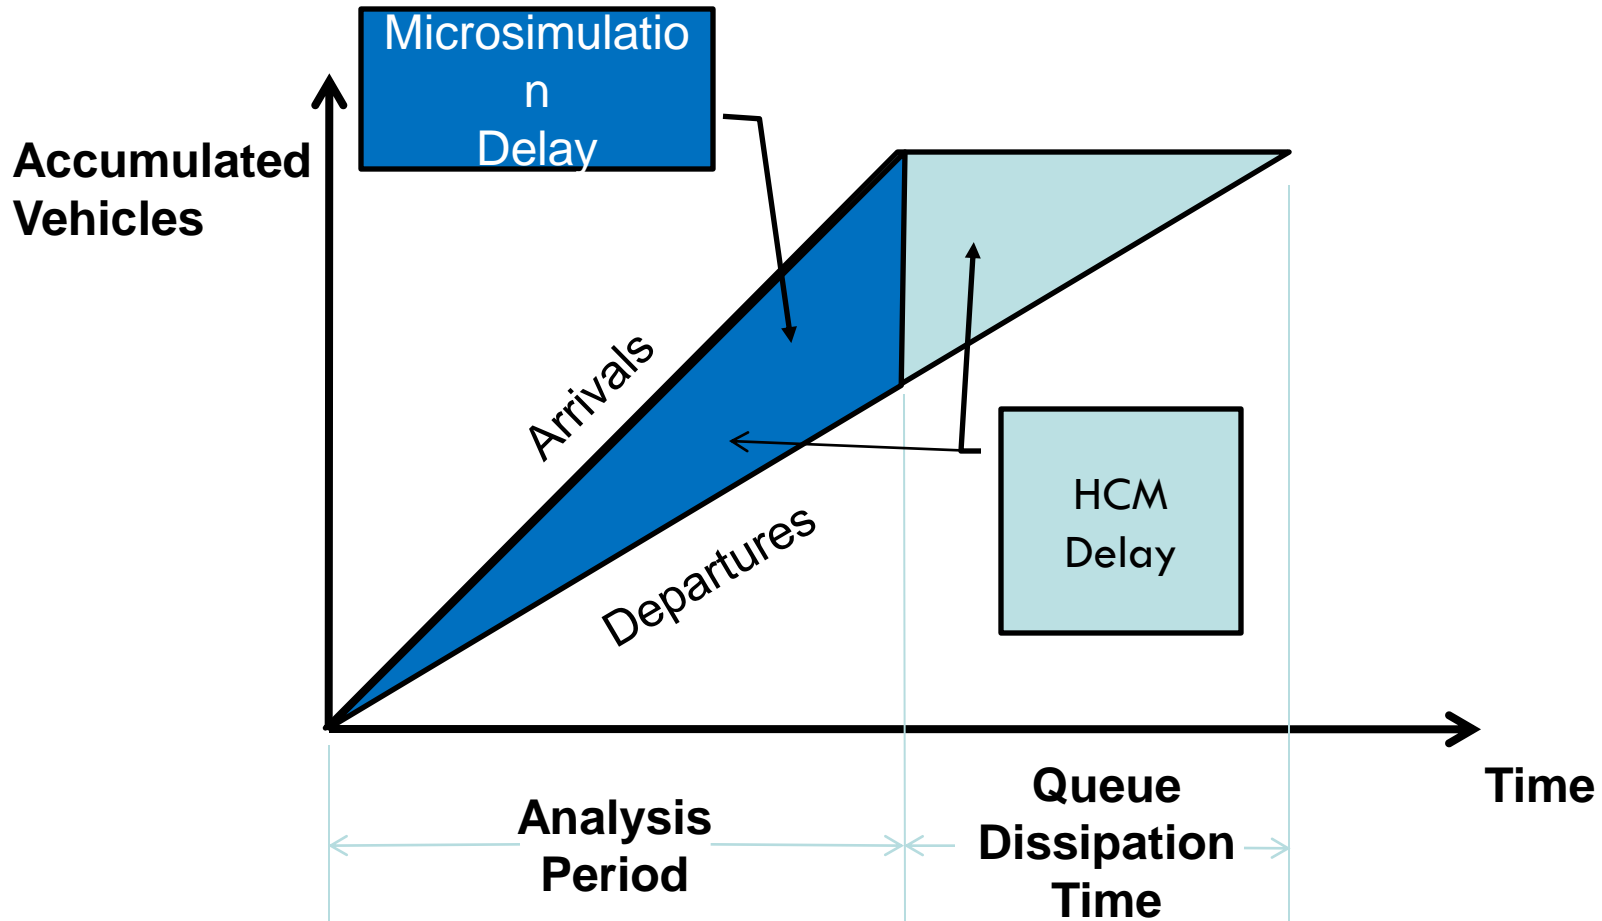 Microsimulatio
n
Delay
Accumulated
Vehicles
Arrivals
Departures
HCM
Delay
Analysis
Period
Queue
Dissipation
Time
Time